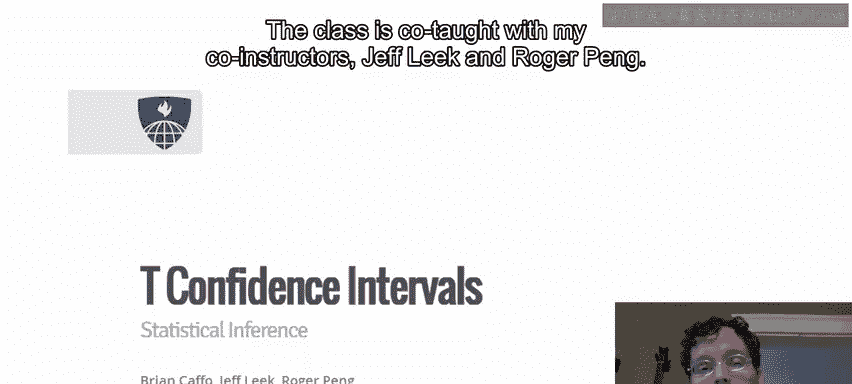 The class is co-taught with my
co-instructors, Jeff Leek and Roger Peng.
T Confidence Intervals
Statistical Inference
Brian Caffo, Jeff Leek, Roger Peng